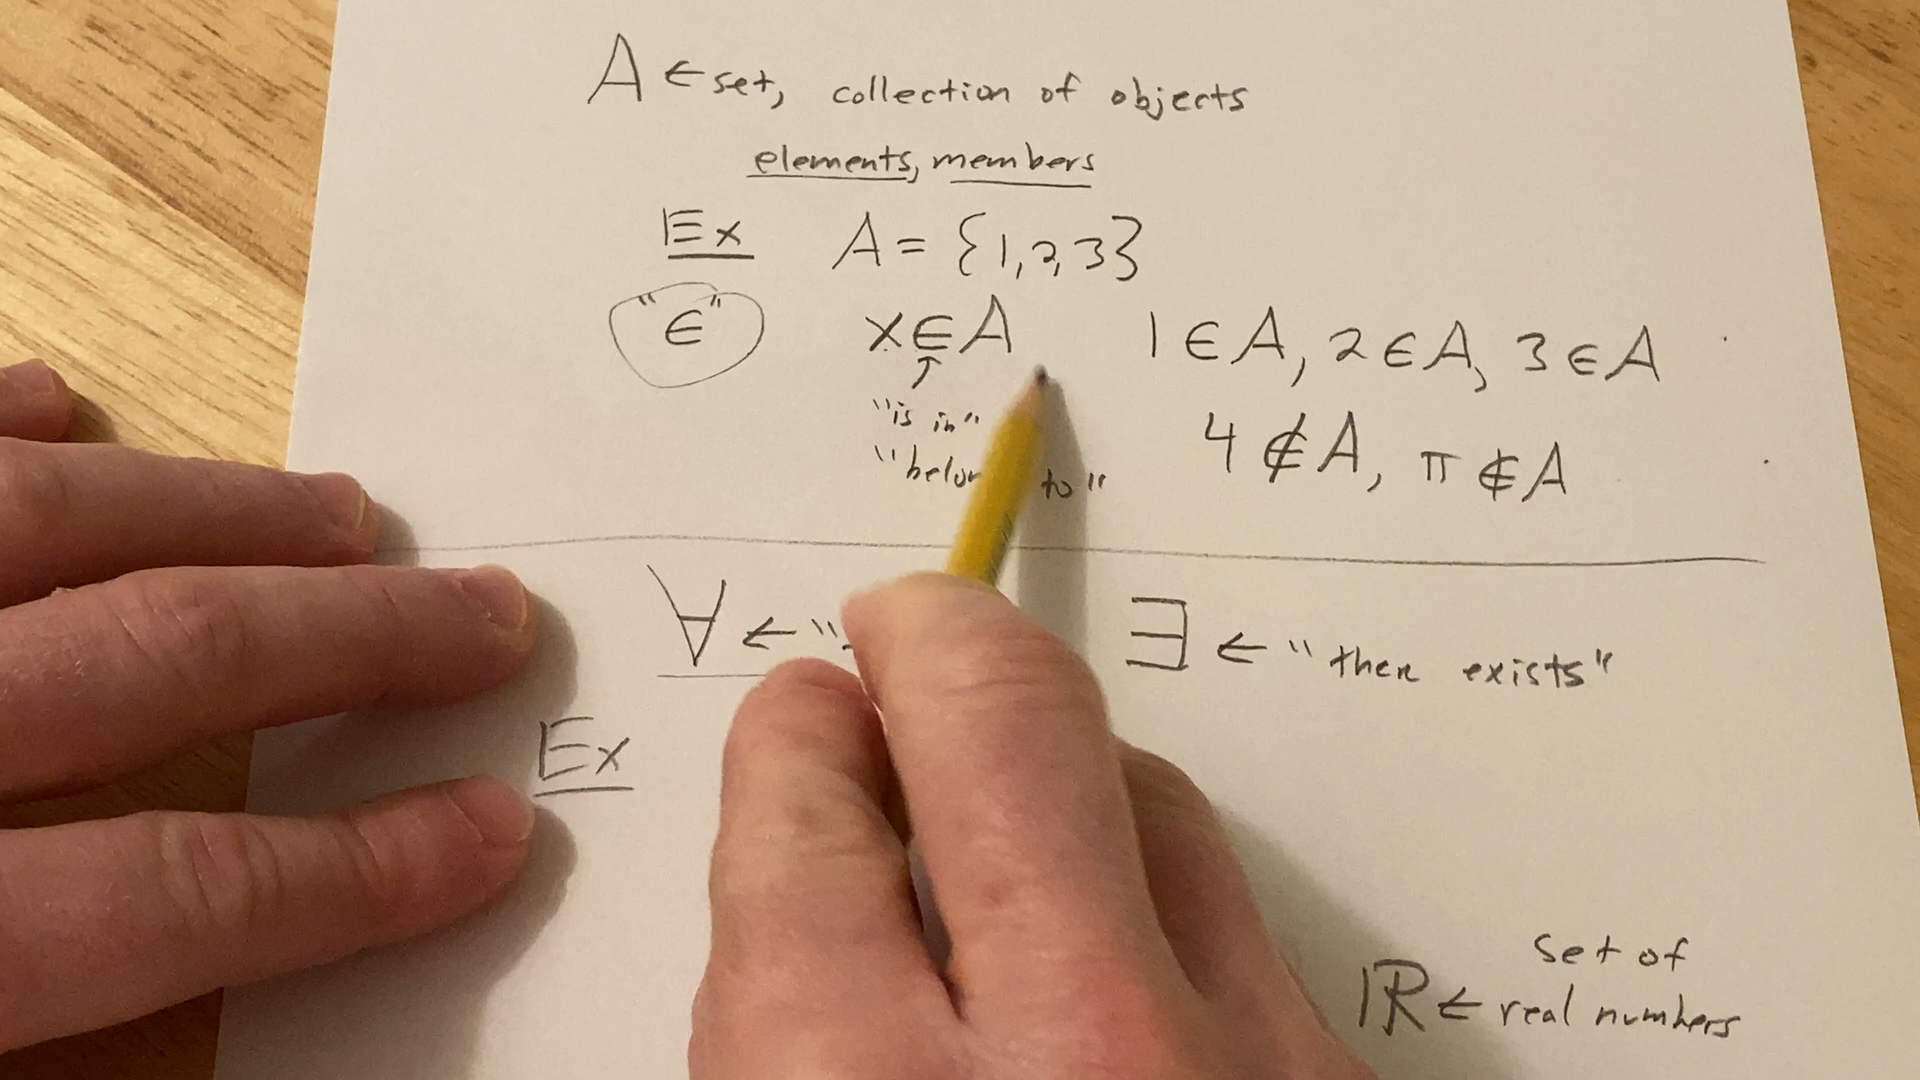 A ← set, collection of objects
elements, members
Ex A = {1,2,3}
"∈" x ∈ A 1 ∈ A, 2 ∈ A, 3 ∈ A
↑
"is in" 4 ∉ A, π ∉ A
" to"
∀ ← " ∃ ← "there exists"
Ex
set of
ℝ ← real numbers